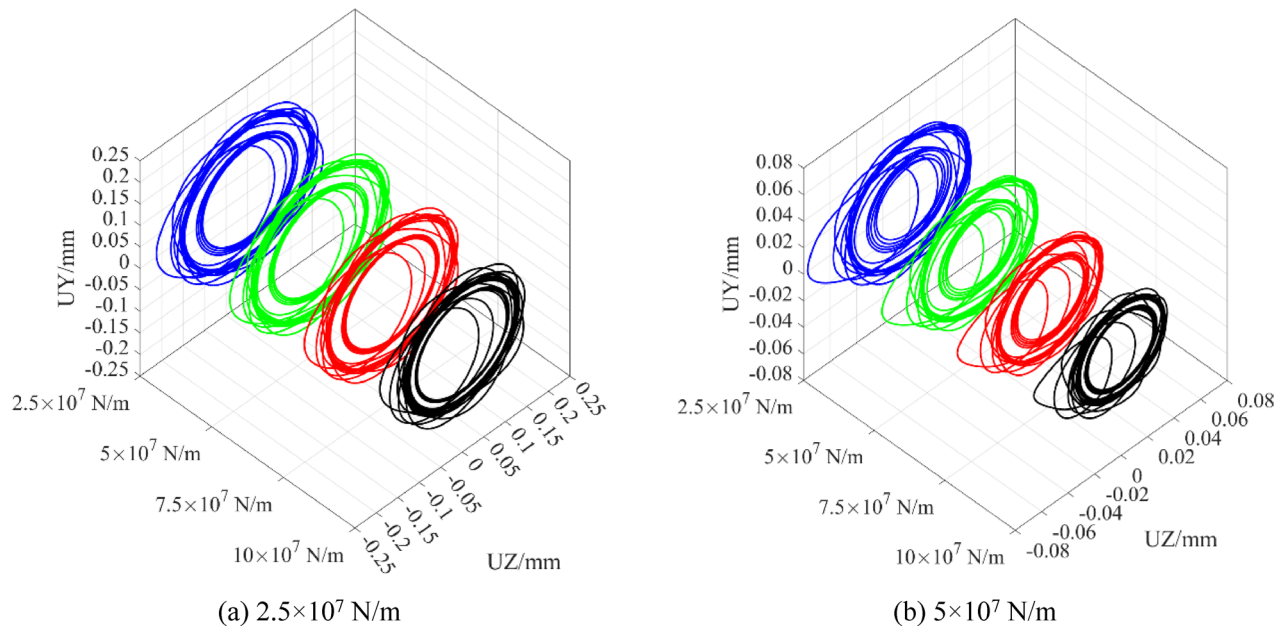 0.25
0.2
0.15
0.1
0.05
0
-0.05
-0.1
-0.15
-0.2
-0.25
UY/mm
2.5×10⁷ N/m
5×10⁷ N/m
7.5×10⁷ N/m
10×10⁷ N/m
0.25
0.2
0.15
0.1
0.05
0
-0.05
-0.1
-0.15
-0.2
-0.25
UZ/mm
(a) 2.5×10⁷ N/m
0.08
0.06
0.04
0.02
0
-0.02
-0.04
-0.06
-0.08
UY/mm
2.5×10⁷ N/m
5×10⁷ N/m
7.5×10⁷ N/m
10×10⁷ N/m
0.08
0.06
0.04
0.02
0
-0.02
-0.04
-0.06
-0.08
UZ/mm
(b) 5×10⁷ N/m